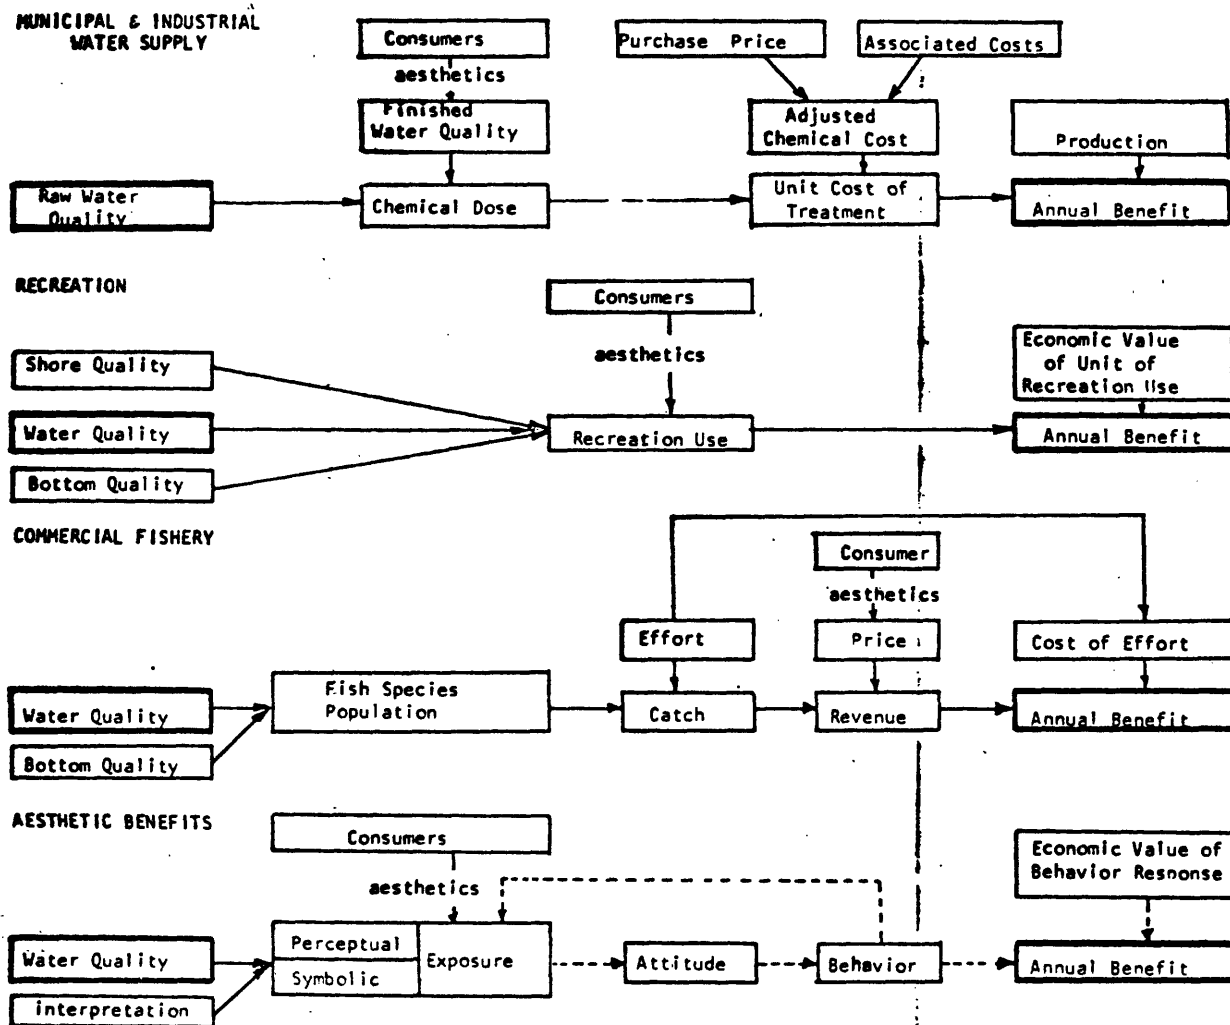 MUNICIPAL & INDUSTRIAL
WATER SUPPLY
Consumers
Purchase Price
Associated Costs
aesthetics
Finished
Water Quality
Adjusted
Chemical Cost
Production
Raw Water
Quality
Chemical Dose
Unit Cost of
Treatment
Annual Benefit
RECREATION
Consumers
aesthetics
Shore Quality
Economic Value
of Unit of
Recreation Use
Water Quality
Recreation Use
Annual Benefit
Bottom Quality
COMMERCIAL FISHERY
Consumer
aesthetics
Effort
Price
Cost of Effort
Water Quality
Fish Species
Population
Catch
Revenue
Annual Benefit
Bottom Quality
AESTHETIC BENEFITS
Consumers
aesthetics
Economic Value of
Behavior Response
Water Quality
Perceptual
Symbolic
Exposure
Attitude
Behavior
Annual Benefit
interpretation